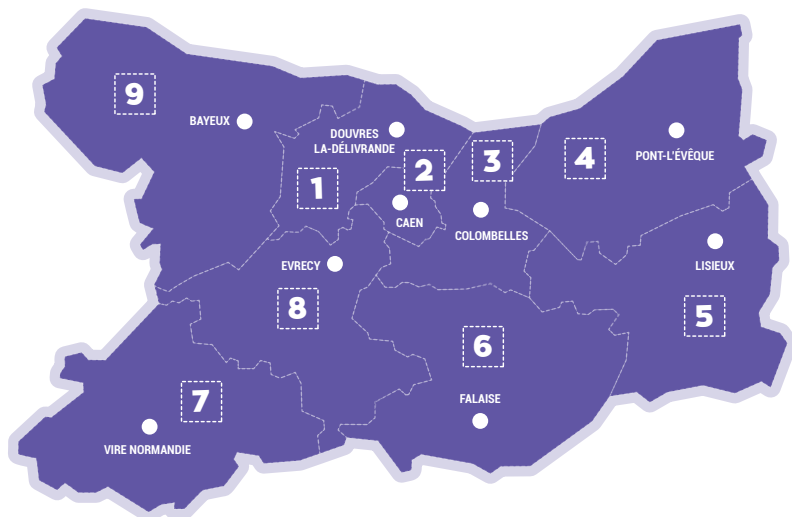 9
BAYEUX
DOUVRES
LA-DÉLIVRANDE
1
2
3
4
PONT-L'ÉVÊQUE
CAEN
COLOMBELLES
EVRECY
LISIEUX
8
5
6
7
FALAISE
VIRE NORMANDIE